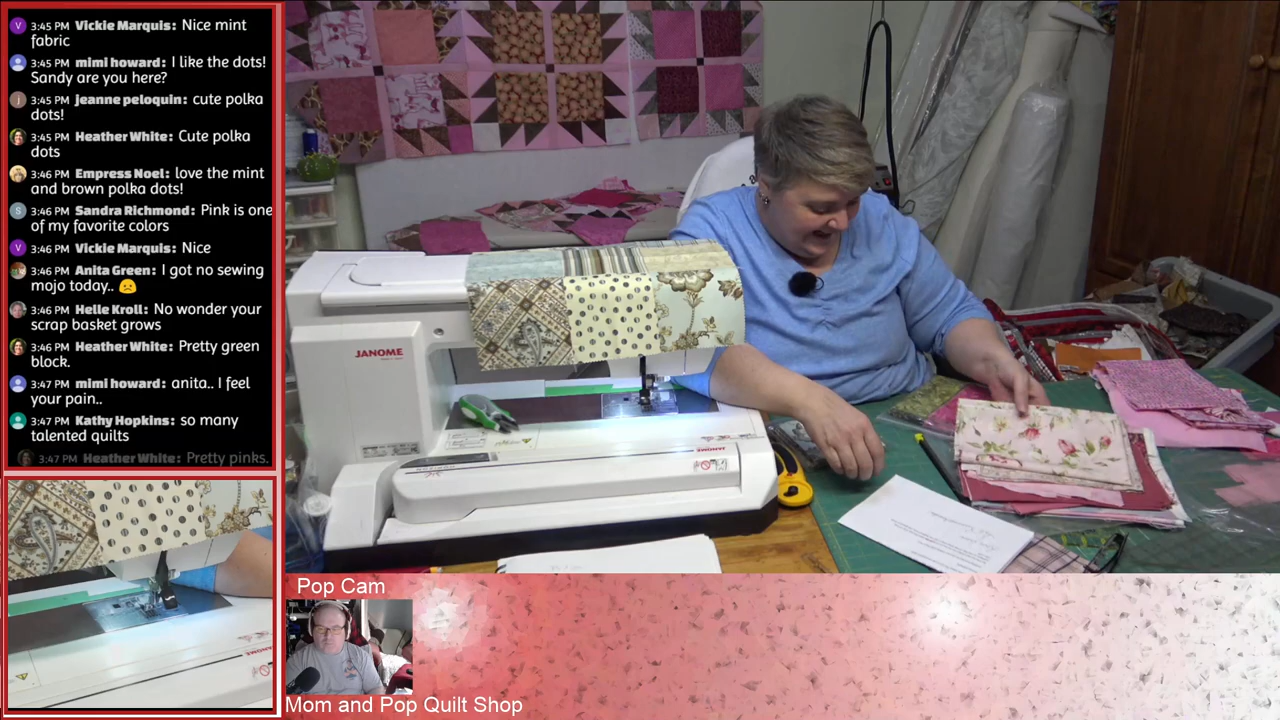 3:45 PM Vickie Marquis: Nice mint
fabric
3:45 PM mimi howard: I like the dots!
Sandy are you here?
j 3:45 PM jeanne peloquin: cute polka
dots!
3:45 PM Heather White: Cute polka
dots
3:46 PM Empress Noel: love the mint
and brown polka dots!
S 3:46 PM Sandra Richmond: Pink is one
of my favorite colors
V 3:46 PM Vickie Marquis: Nice
3:46 PM Anita Green: I got no sewing
mojo today.. 🙁
3:46 PM Helle Kroll: No wonder your
scrap basket grows
3:46 PM Heather White: Pretty green
block.
3:47 PM mimi howard: anita.. I feel
your pain..
3:47 PM Kathy Hopkins: so many
talented quilts
3:47 PM Heather White: Pretty pinks.
JANOME
JANOME
Pop Cam
Mom and Pop Quilt Shop